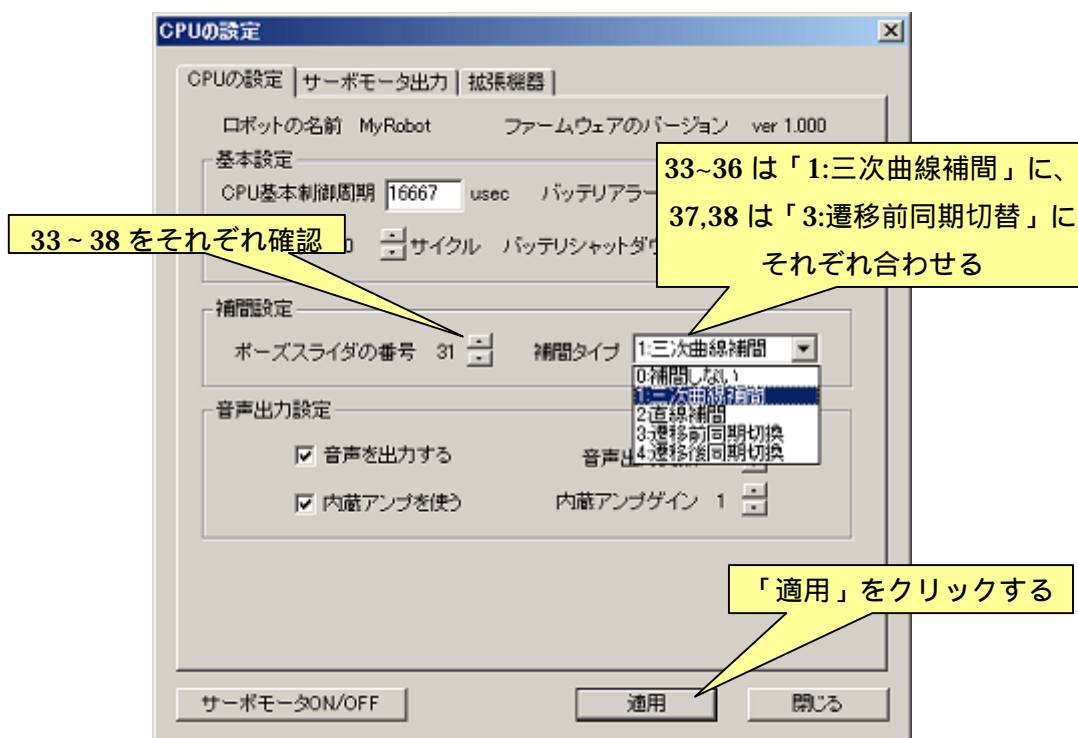 CPUの設定
CPUの設定 サーボモータ出力 拡張機器
ロボットの名前 MyRobot ファームウェアのバージョン ver 1.000
基本設定
33~36 は「1:三次曲線補間」に、
37,38 は「3:遷移前同期切替」に
それぞれ合わせる
CPU基本制御周期 16667 usec バッテリアラー
33~38 をそれぞれ確認
0 サイクル バッテリシャットダウ
補間設定
ポーズスライダの番号 31 補間タイプ 1:三次曲線補間
0:補間しない
1:三次曲線補間
2:直線補間
3:遷移前同期切換
4:遷移後同期切換
音声出力設定
音声を出力する 音声出
内蔵アンプを使う 内蔵アンプゲイン 1
「適用」をクリックする
サーボモータON/OFF 適用 閉じる